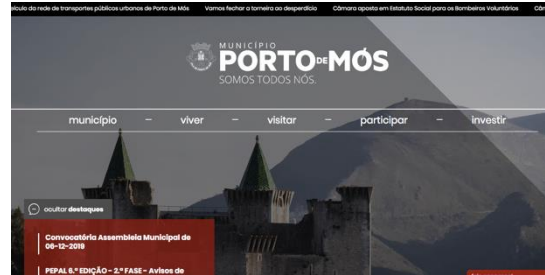 da rede de transportes públicos urbanos de Porto de Mós Vamos fechar a torneira ao desperdício Câmara aposta em Estatuto Social para os Bombeiros Voluntários
MUNICÍPIO
PORTO DE MÓS
SOMOS TODOS NÓS.
município – viver – visitar – participar – investir
ocultar destaques
Convocatória Assembleia Municipal de
06-12-2019
PEPAL 6.ª EDIÇÃO - 2.ª FASE - Avisos de